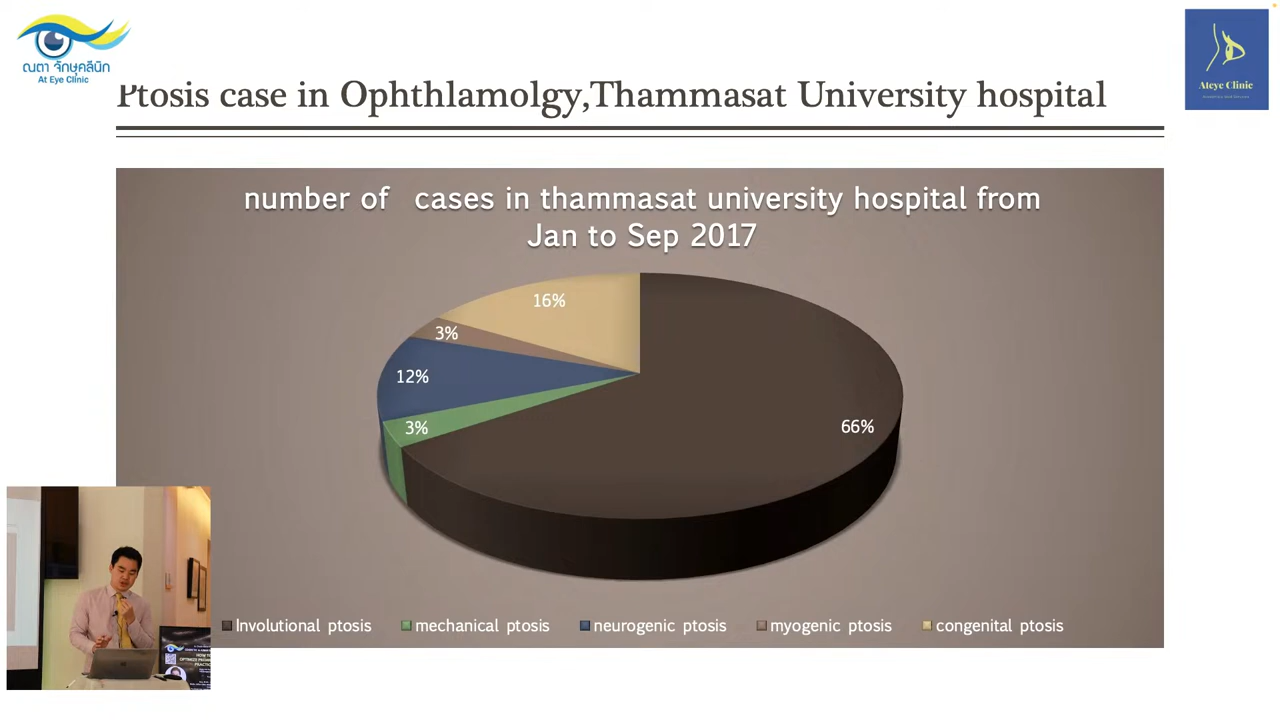 ณตา จักษุคลีนิก
At Eye Clinic
Ateye Clinic
Ptosis case in Ophthlamolgy,Thammasat University hospital
number of cases in thammasat university hospital from
Jan to Sep 2017
16%
3%
12%
3%
66%
Involutional ptosis
mechanical ptosis
neurogenic ptosis
myogenic ptosis
congenital ptosis